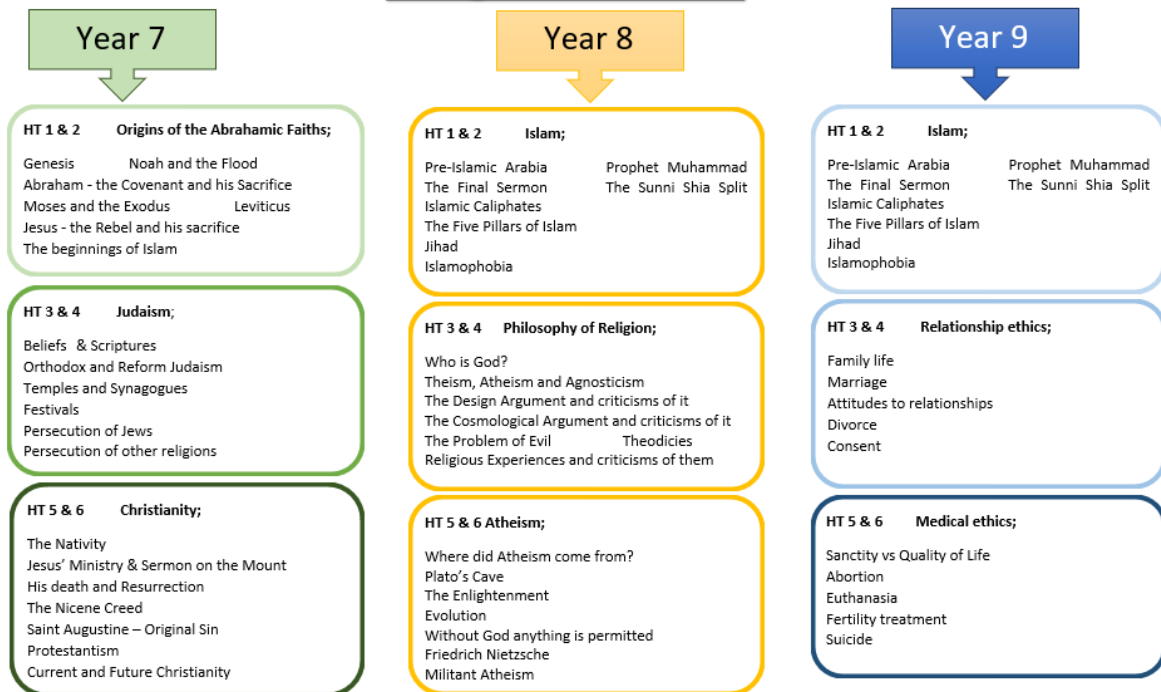 Year 7
HT 1 & 2 Origins of the Abrahamic Faiths;
Genesis Noah and the Flood
Abraham - the Covenant and his Sacrifice
Moses and the Exodus Leviticus
Jesus - the Rebel and his sacrifice
The beginnings of Islam
HT 3 & 4 Judaism;
Beliefs & Scriptures
Orthodox and Reform Judaism
Temples and Synagogues
Festivals
Persecution of Jews
Persecution of other religions
HT 5 & 6 Christianity;
The Nativity
Jesus' Ministry & Sermon on the Mount
His death and Resurrection
The Nicene Creed
Saint Augustine – Original Sin
Protestantism
Current and Future Christianity
Year 8
HT 1 & 2 Islam;
Pre-Islamic Arabia Prophet Muhammad
The Final Sermon The Sunni Shia Split
Islamic Caliphates
The Five Pillars of Islam
Jihad
Islamophobia
HT 3 & 4 Philosophy of Religion;
Who is God?
Theism, Atheism and Agnosticism
The Design Argument and criticisms of it
The Cosmological Argument and criticisms of it
The Problem of Evil Theodicies
Religious Experiences and criticisms of them
HT 5 & 6 Atheism;
Where did Atheism come from?
Plato's Cave
The Enlightenment
Evolution
Without God anything is permitted
Friedrich Nietzsche
Militant Atheism
Year 9
HT 1 & 2 Islam;
Pre-Islamic Arabia Prophet Muhammad
The Final Sermon The Sunni Shia Split
Islamic Caliphates
The Five Pillars of Islam
Jihad
Islamophobia
HT 3 & 4 Relationship ethics;
Family life
Marriage
Attitudes to relationships
Divorce
Consent
HT 5 & 6 Medical ethics;
Sanctity vs Quality of Life
Abortion
Euthanasia
Fertility treatment
Suicide